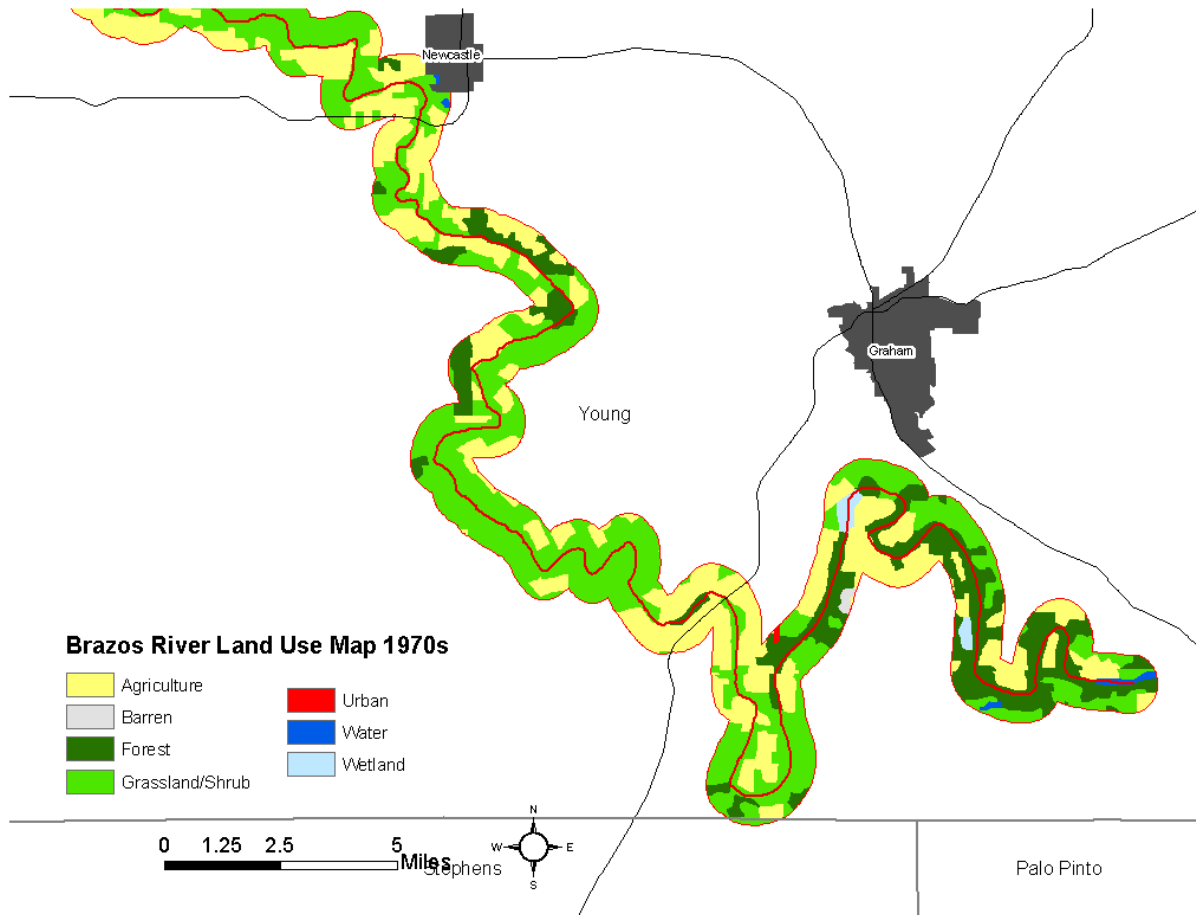 Newcastle
Graham
Young
Brazos River Land Use Map 1970s
Agriculture
Barren
Forest
Grassland/Shrub
Urban
Water
Wetland
N
W E
S
0 1.25 2.5 5
Miles
Stephens
Palo Pinto